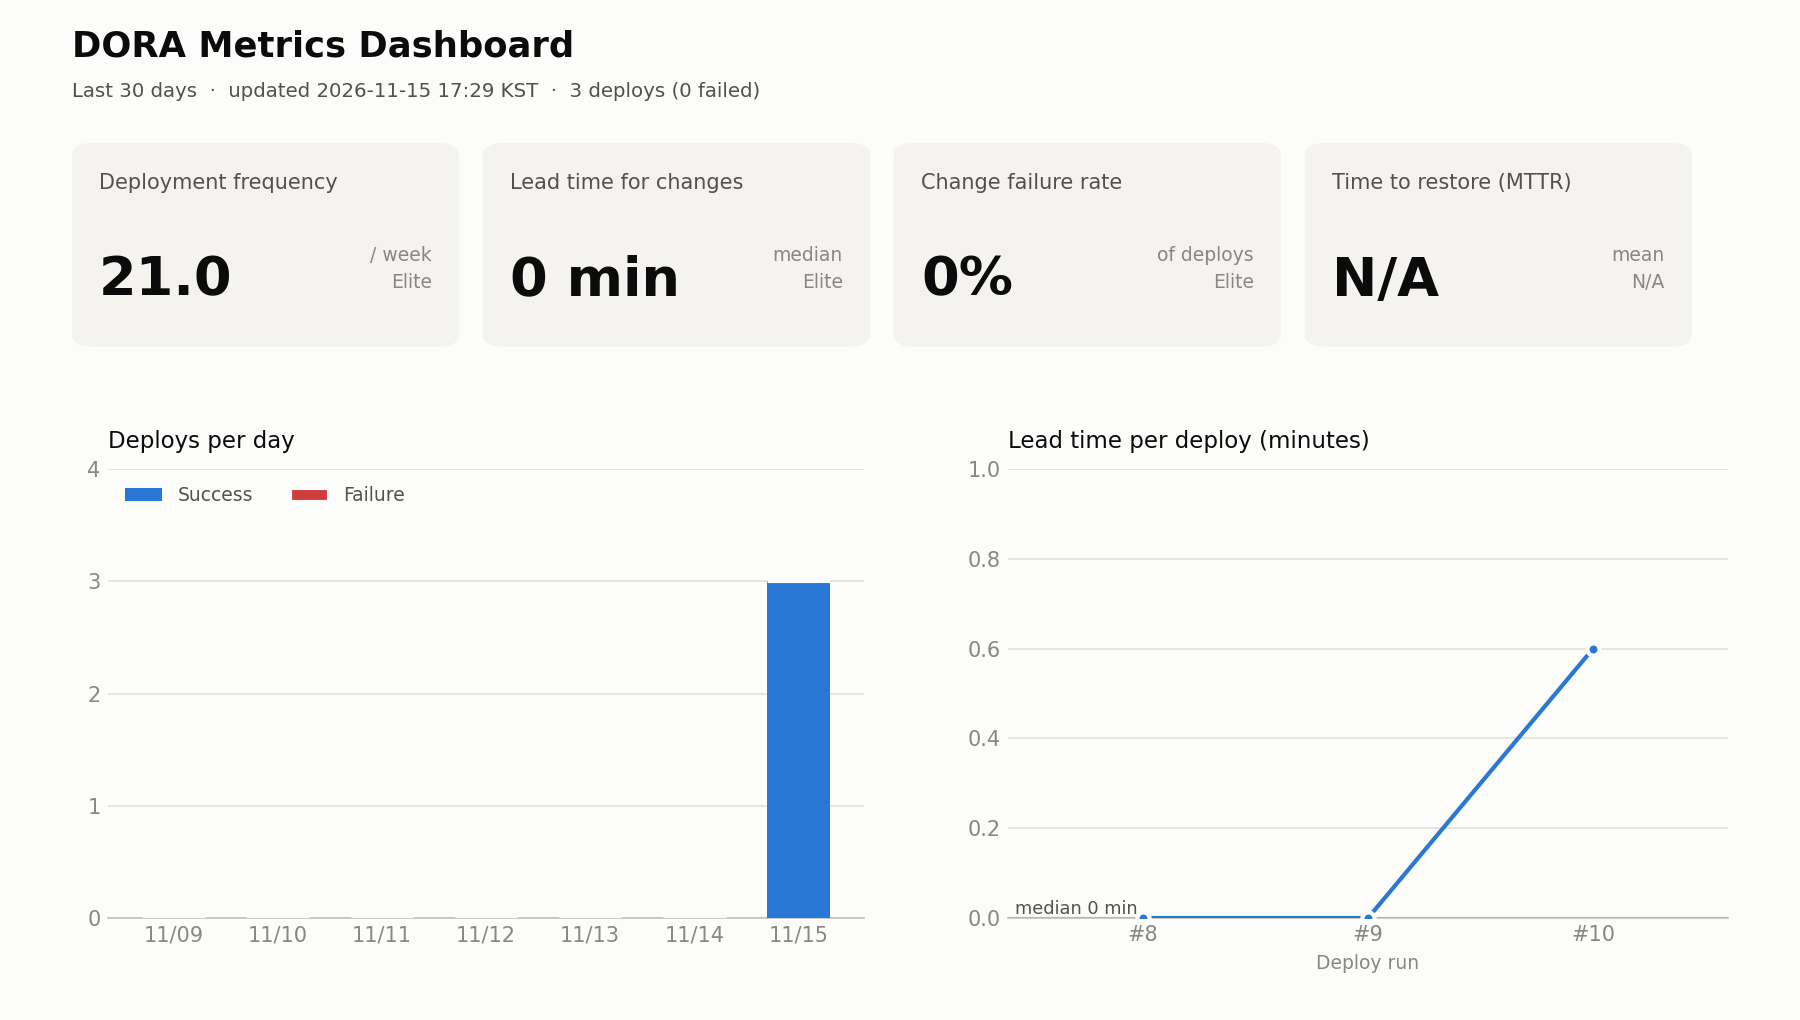 DORA Metrics Dashboard
Last 30 days · updated 2026-11-15 17:29 KST · 3 deploys (0 failed)
Deployment frequency
21.0
/ week
Elite
Lead time for changes
0 min
median
Elite
Change failure rate
0%
of deploys
Elite
Time to restore (MTTR)
N/A
mean
N/A
Deploys per day
4
Success
Failure
3
2
1
0
11/09 11/10 11/11 11/12 11/13 11/14 11/15
Lead time per deploy (minutes)
1.0
0.8
0.6
0.4
0.2
0.0
median 0 min
#8 #9 #10
Deploy run